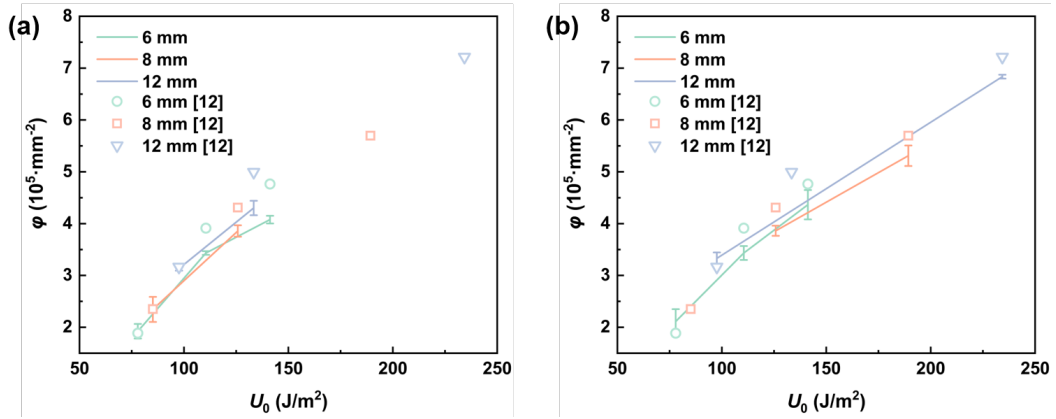 (a)
8
7
6
5
4
3
2
φ (10⁵·mm⁻²)
6 mm
8 mm
12 mm
6 mm [12]
8 mm [12]
12 mm [12]
50 100 150 200 250
U₀ (J/m²)
(b)
8
7
6
5
4
3
2
φ (10⁵·mm⁻²)
6 mm
8 mm
12 mm
6 mm [12]
8 mm [12]
12 mm [12]
50 100 150 200 250
U₀ (J/m²)